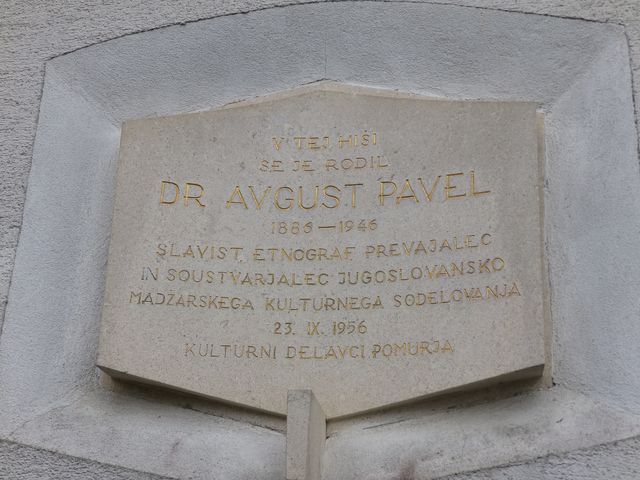 V TEJ HIŠI
SE JE RODIL
DR AVGUST PAVEL
1886 — 1946
SLAVIST, ETNOGRAF PREVAJALEC
IN SOUSTVARJALEC JUGOSLOVANSKO
MADŽARSKEGA KULTURNEGA SODELOVANJA
23. IX. 1956
KULTURNI DELAVCI POMURJA